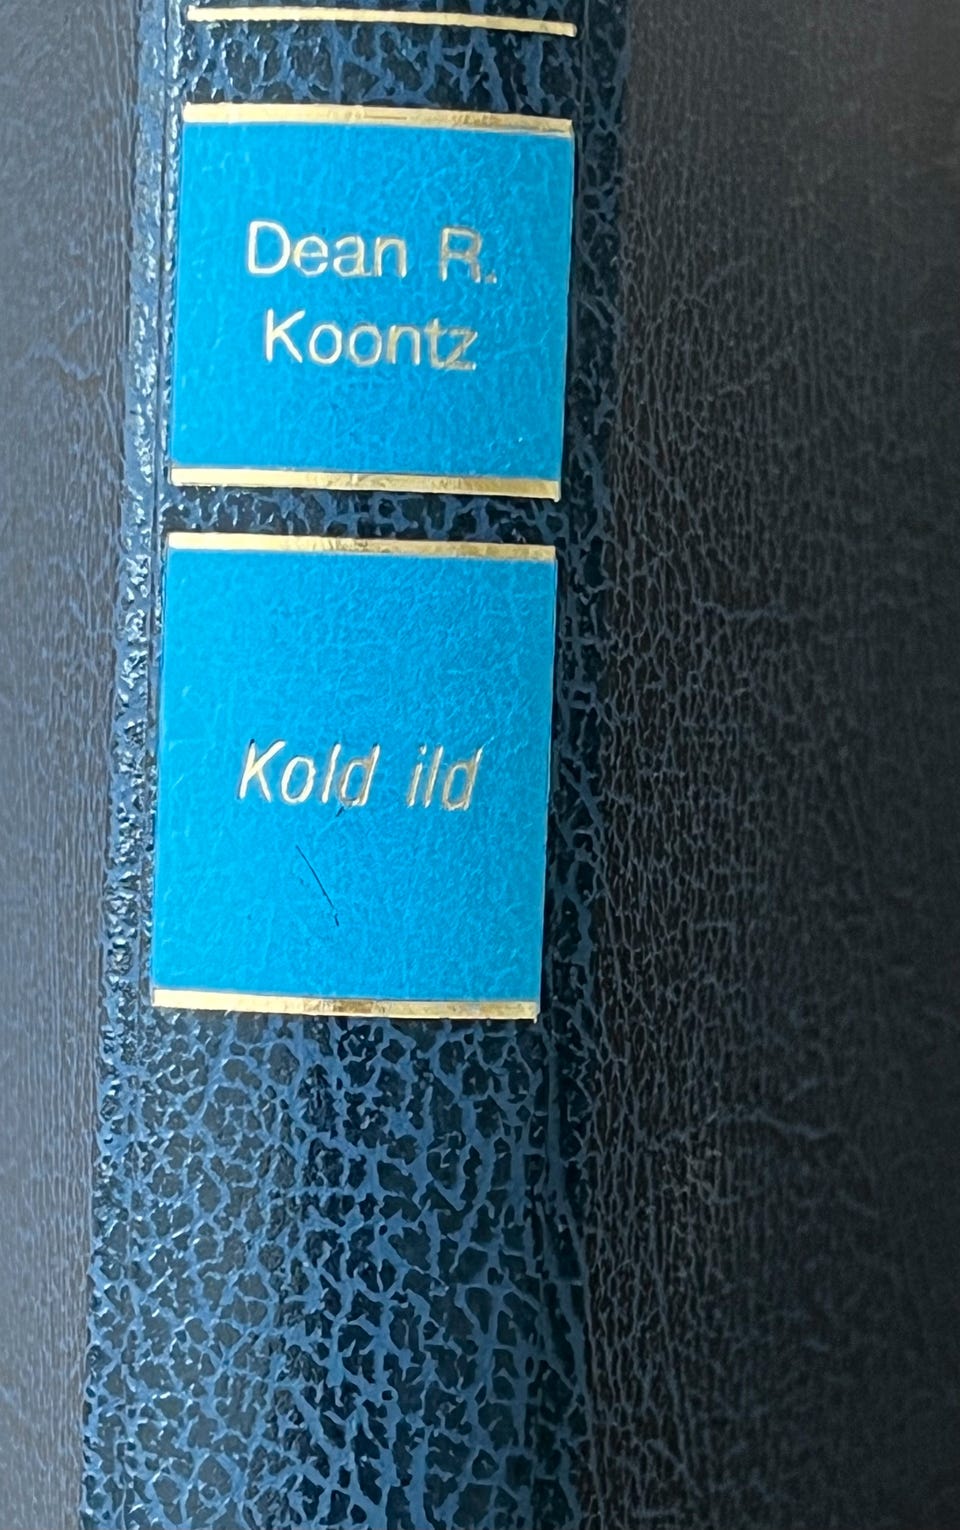 Dean R.
Koontz
Kold ild